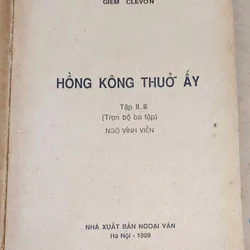 GIEM CLEVƠN
HỒNG KÔNG THUỞ ẤY
Tập II. III
(Trọn bộ ba tập)
NGÔ VĨNH VIỄN
NHÀ XUẤT BẢN NGOẠI VĂN
Hà Nội - 1989